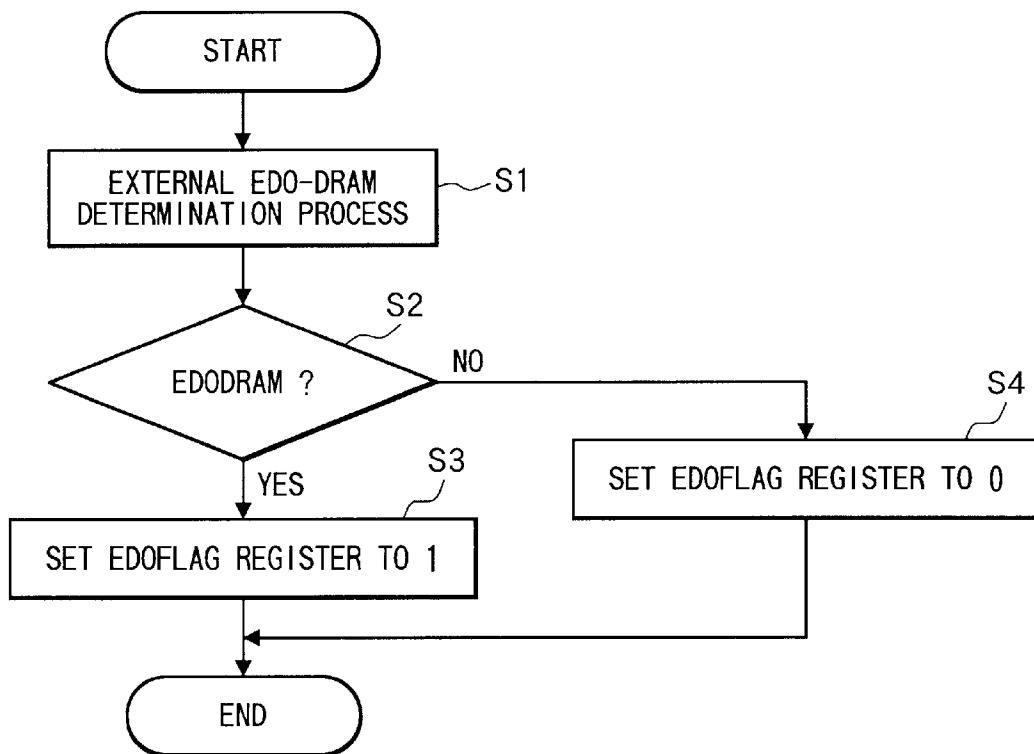 START
EXTERNAL EDO-DRAM
DETERMINATION PROCESS
S1
S2
EDODRAM ?
NO
YES
S3
S4
SET EDOFLAG REGISTER TO 0
SET EDOFLAG REGISTER TO 1
END